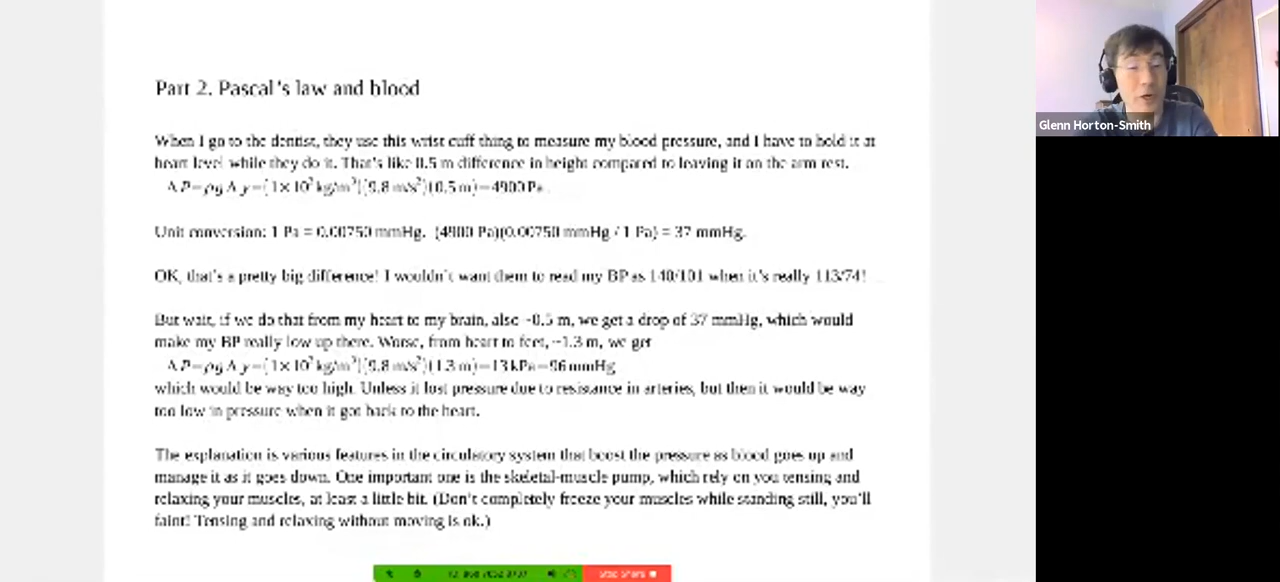 Part 2. Pascal's law and blood
When I go to the dentist, they use this wrist cuff thing to measure my blood pressure, and I have to hold it at
heart level while they do it. That's like 0.5 m difference in height compared to leaving it on the arm rest.
Δ P=ρg Δ y=(1×10³ kg/m³)(9.8 m/s²)(0.5 m)=4900 Pa
Unit conversion: 1 Pa = 0.00750 mmHg. (4900 Pa)(0.00750 mmHg / 1 Pa) = 37 mmHg.
OK, that's a pretty big difference! I wouldn't want them to read my BP as 140/101 when it's really 113/74!
But wait, if we do that from my heart to my brain, also ~0.5 m, we get a drop of 37 mmHg, which would
make my BP really low up there. Worse, from heart to feet, ~1.3 m, we get
Δ P=ρg Δ y=(1×10³ kg/m³)(9.8 m/s²)(1.3 m)=13 kPa=96 mmHg
which would be way too high. Unless it lost pressure due to resistance in arteries, but then it would be way
too low in pressure when it got back to the heart.
The explanation is various features in the circulatory system that boost the pressure as blood goes up and
manage it as it goes down. One important one is the skeletal-muscle pump, which rely on you tensing and
relaxing your muscles, at least a little bit. (Don't completely freeze your muscles while standing still, you'll
faint! Tensing and relaxing without moving is ok.)
Stop Share
Glenn Horton-Smith